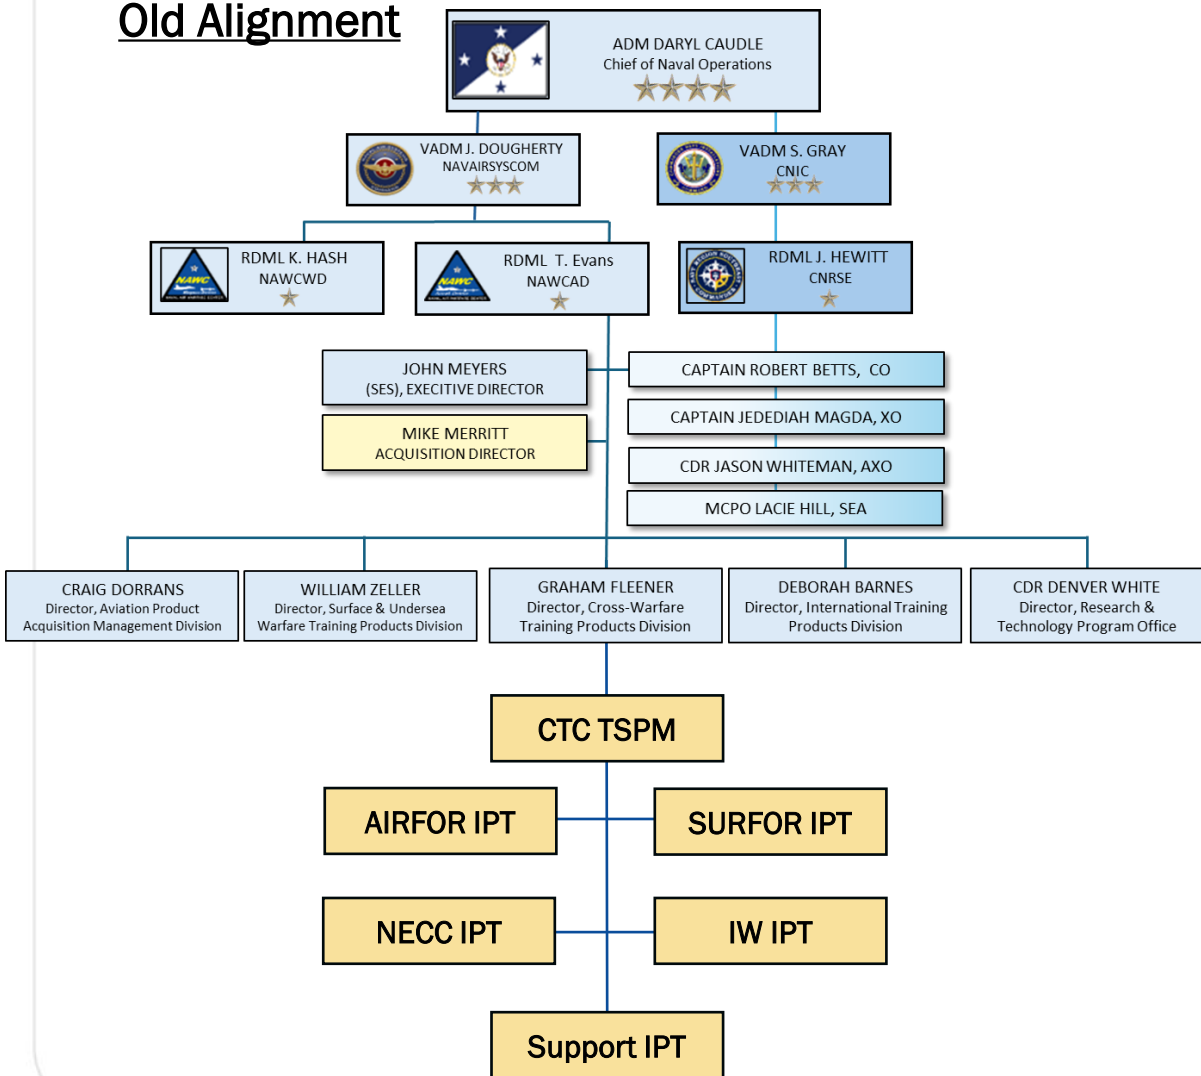 Old Alignment
ADM DARYL CAUDLE
Chief of Naval Operations
VADM J. DOUGHERTY
NAVAIRSYSCOM
VADM S. GRAY
CNIC
RDML K. HASH
NAWCWD
NAWC
RDML T. Evans
NAWCAD
NAWC
RDML J. HEWITT
CNRSE
JOHN MEYERS
(SES), EXECITIVE DIRECTOR
CAPTAIN ROBERT BETTS, CO
MIKE MERRITT
ACQUISITION DIRECTOR
CAPTAIN JEDEDIAH MAGDA, XO
CDR JASON WHITEMAN, AXO
MCPO LACIE HILL, SEA
CRAIG DORRANS
Director, Aviation Product
Acquisition Management Division
WILLIAM ZELLER
Director, Surface & Undersea
Warfare Training Products Division
GRAHAM FLEENER
Director, Cross-Warfare
Training Products Division
DEBORAH BARNES
Director, International Training
Products Division
CDR DENVER WHITE
Director, Research &
Technology Program Office
CTC TSPM
AIRFOR IPT
SURFOR IPT
NECC IPT
IW IPT
Support IPT